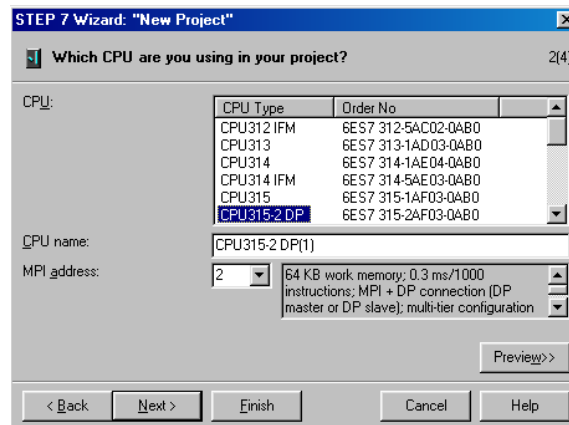 STEP 7 Wizard: "New Project"
Which CPU are you using in your project?
2(4)
CPU:
CPU Type Order No
CPU312 IFM 6ES7 312-5AC02-0AB0
CPU313 6ES7 313-1AD03-0AB0
CPU314 6ES7 314-1AE04-0AB0
CPU314 IFM 6ES7 314-5AE03-0AB0
CPU315 6ES7 315-1AF03-0AB0
CPU315-2 DP 6ES7 315-2AF03-0AB0
CPU name: CPU315-2 DP(1)
MPI address: 2
64 KB work memory; 0.3 ms/1000
instructions; MPI + DP connection (DP
master or DP slave); multi-tier configuration
Preview>>
< Back Next > Finish Cancel Help